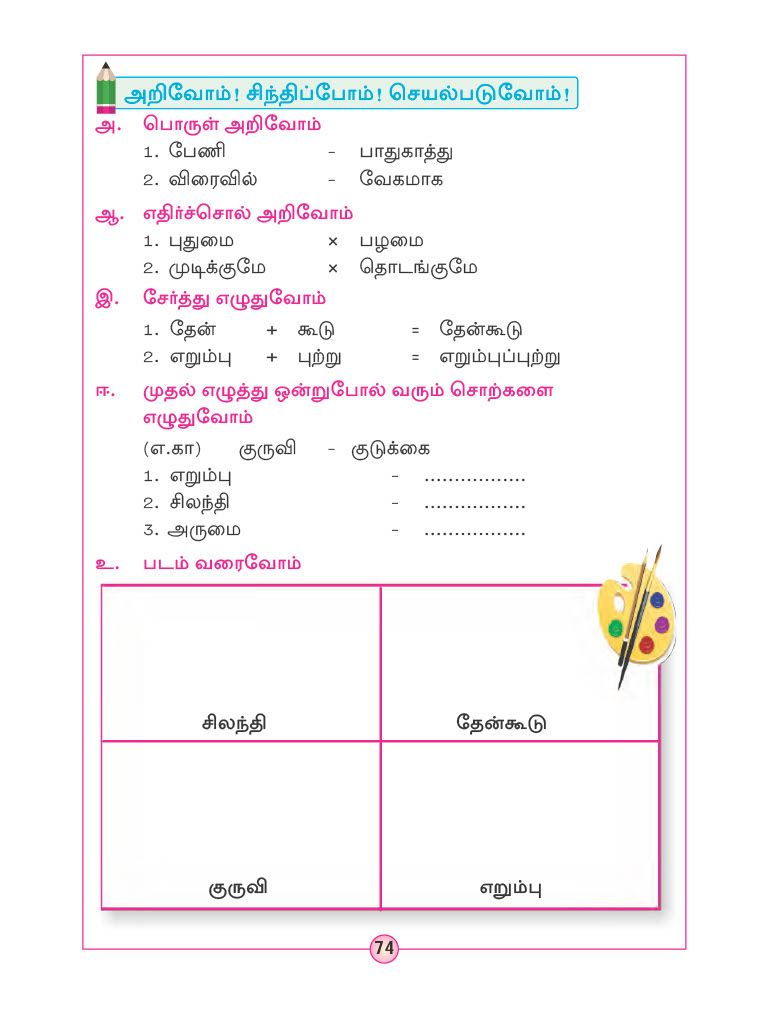 அறிவோம்! சிந்திப்போம்! செயல்படுவோம்!
அ. பொருள் அறிவோம்
1. பேணி - பாதுகாத்து
2. விரைவில் - வேகமாக
ஆ. எதிர்ச்சொல் அறிவோம்
1. புதுமை × பழமை
2. முடிக்குமே × தொடங்குமே
இ. சேர்த்து எழுதுவோம்
1. தேன் + கூடு = தேன்கூடு
2. எறும்பு + புற்று = எறும்புப்புற்று
ஈ. முதல் எழுத்து ஒன்றுபோல் வரும் சொற்களை
எழுதுவோம்
(எ.கா) குருவி - குடுக்கை
1. எறும்பு - .................
2. சிலந்தி - .................
3. அருமை - .................
உ. படம் வரைவோம்
சிலந்தி தேன்கூடு
குருவி எறும்பு
74